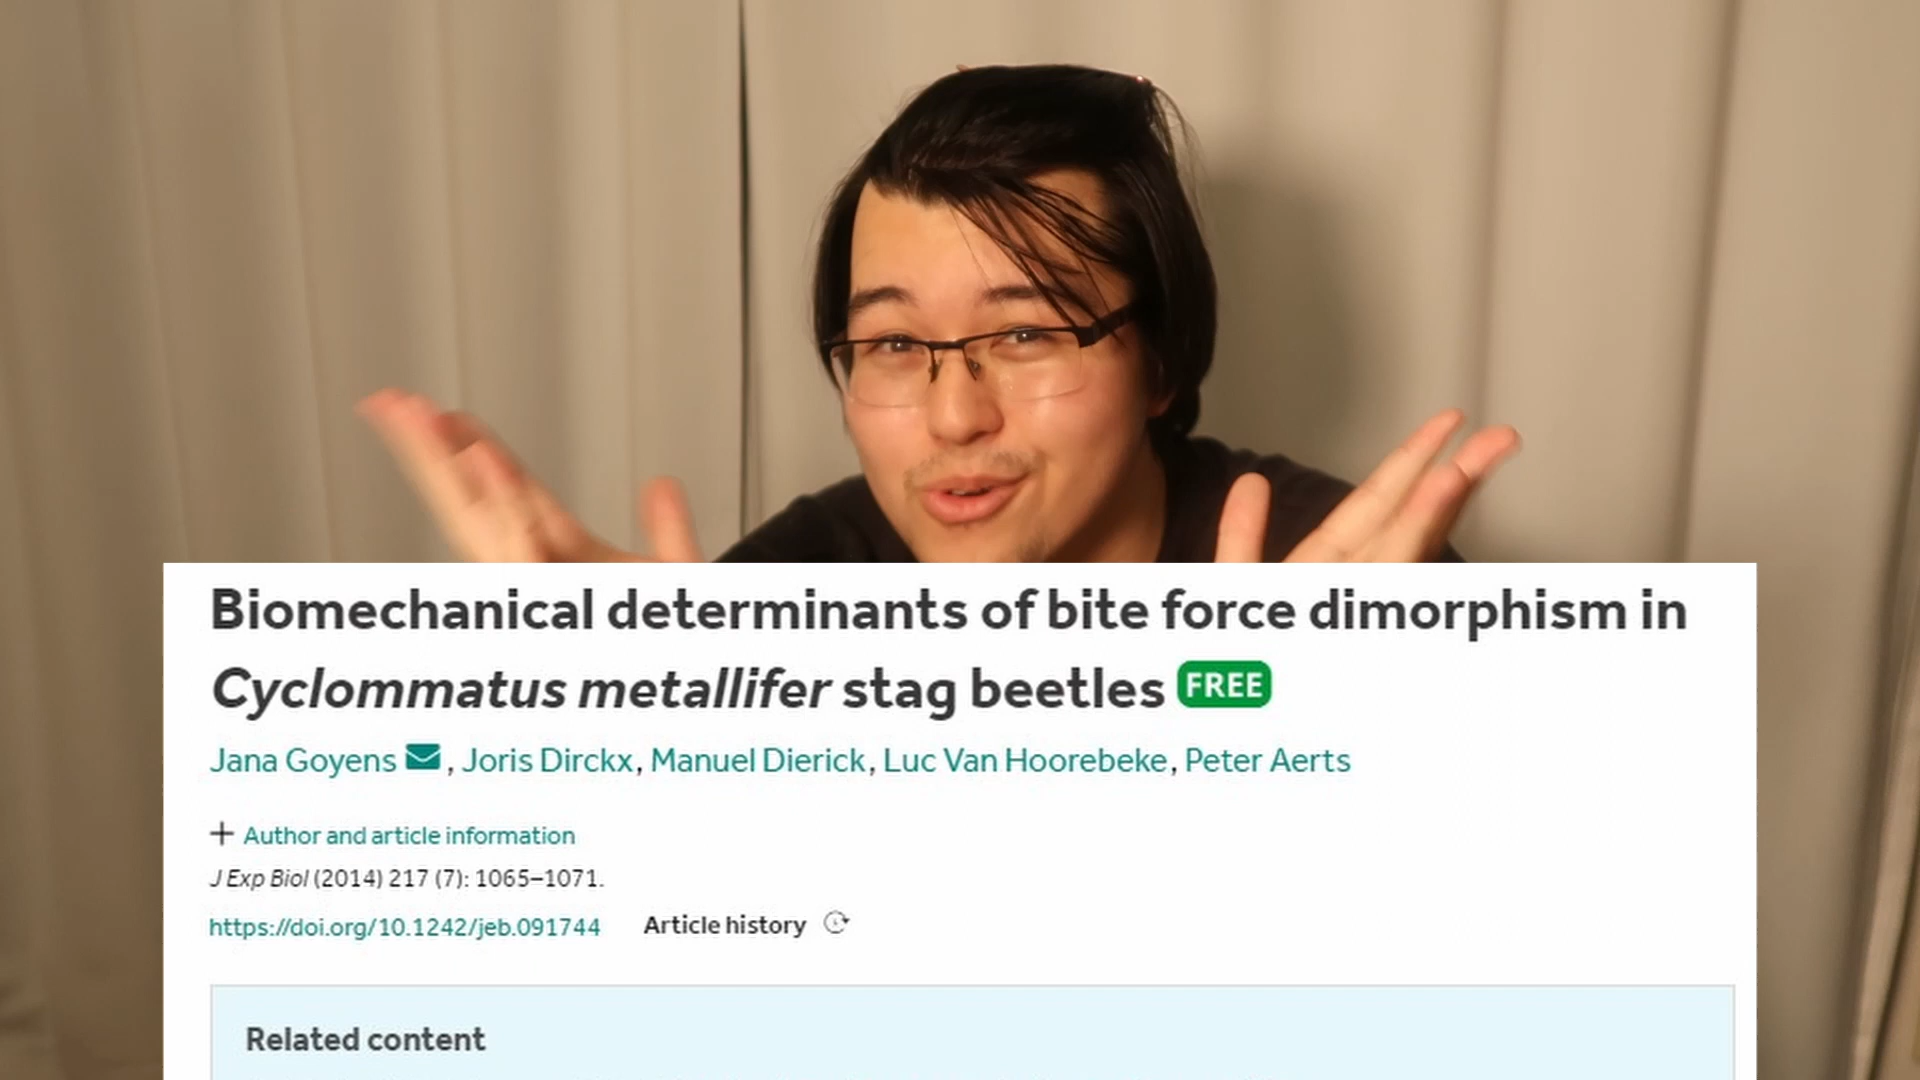 Biomechanical determinants of bite force dimorphism in
Cyclommatus metallifer stag beetles FREE
Jana Goyens , Joris Dirckx, Manuel Dierick, Luc Van Hoorebeke, Peter Aerts
+ Author and article information
J Exp Biol (2014) 217 (7): 1065–1071.
https://doi.org/10.1242/jeb.091744 Article history
Related content